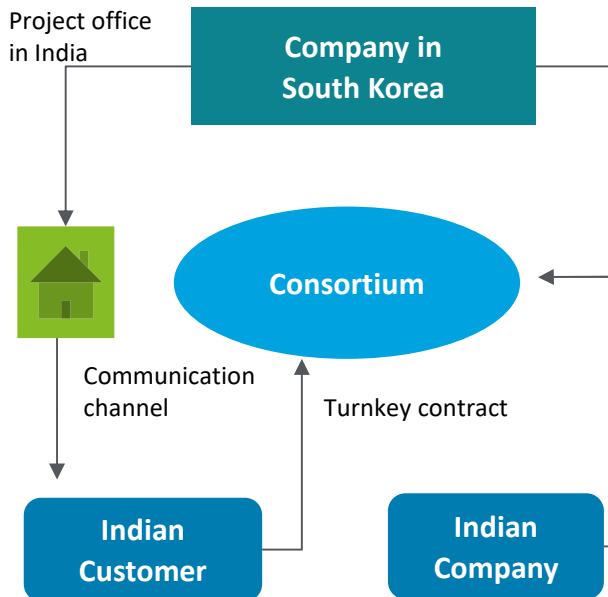 Project office
in India
Company in
South Korea
Consortium
Communication
channel
Turnkey contract
Indian
Customer
Indian
Company